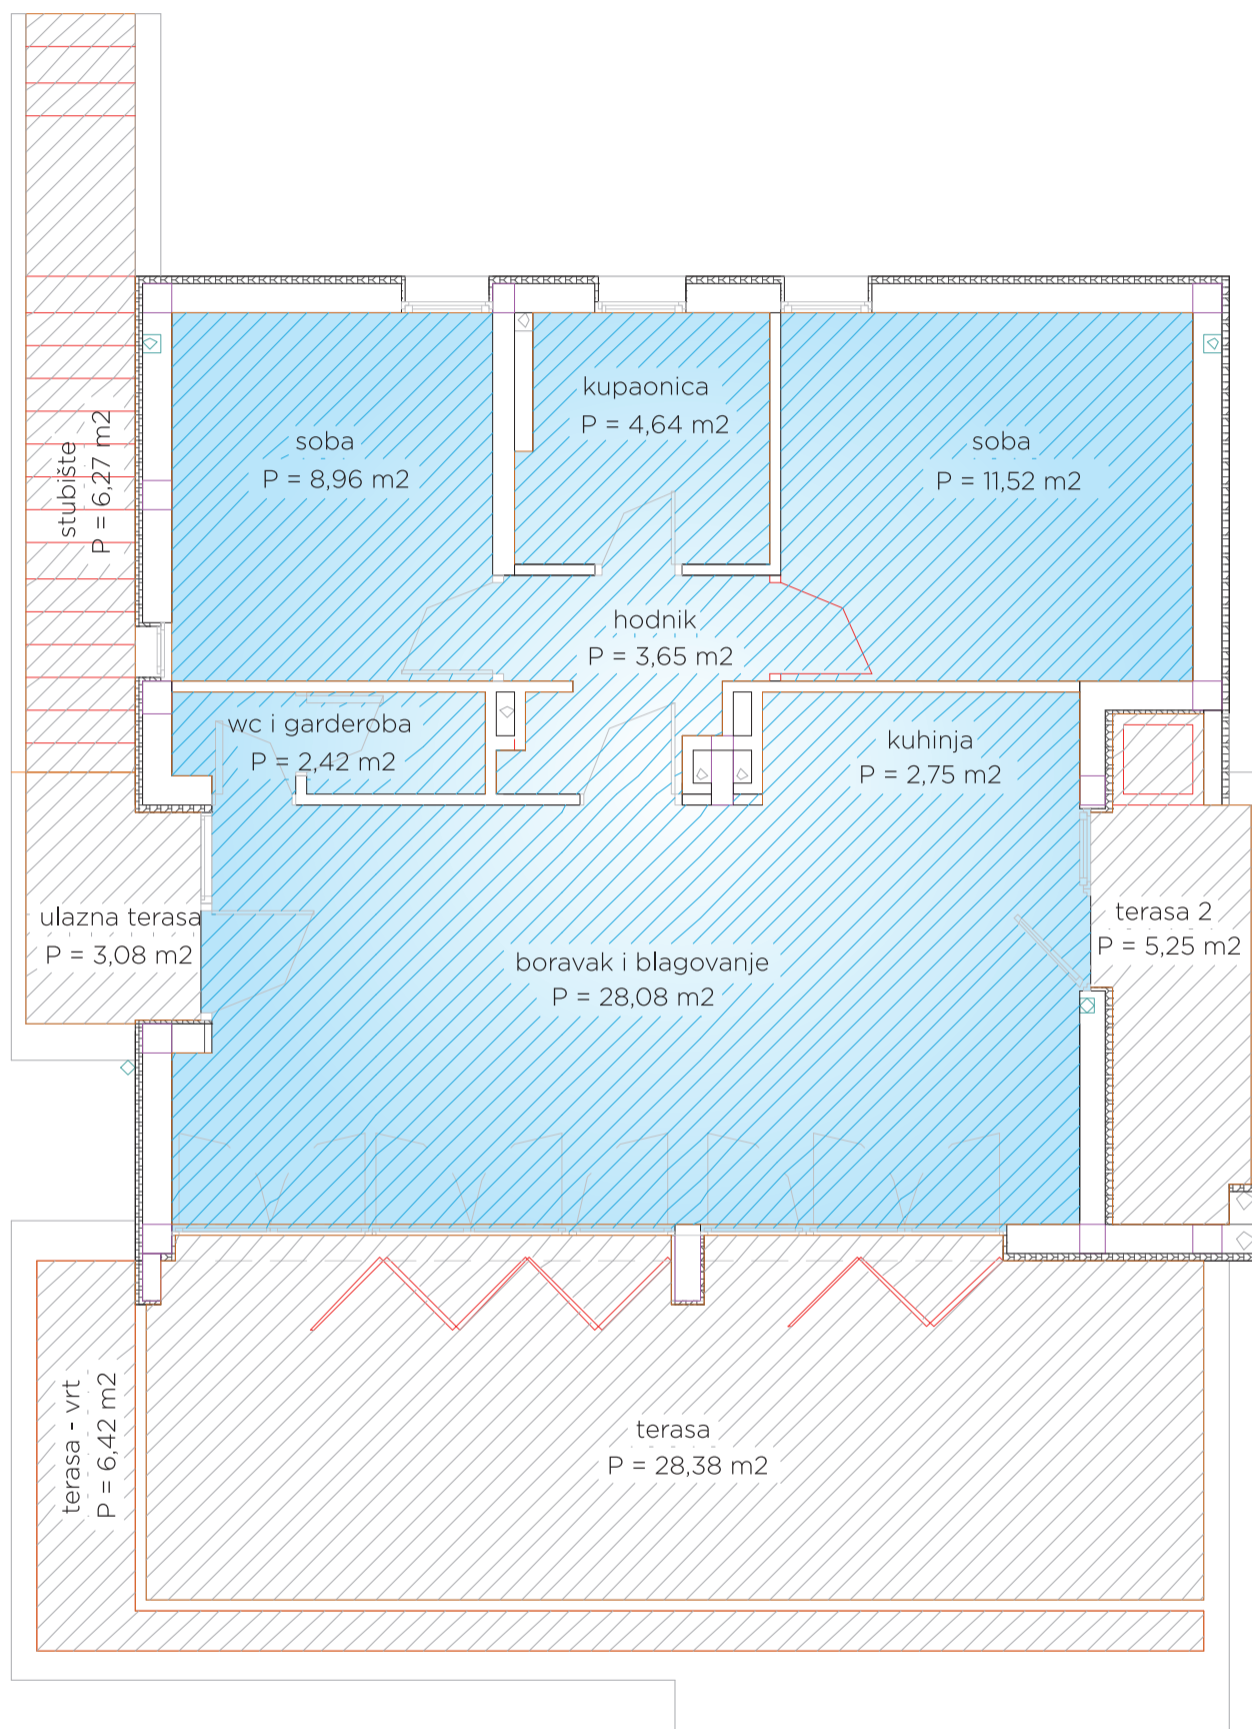 kupaonica
P = 4,64 m2
soba
P = 8,96 m2
soba
P = 11,52 m2
stubište
P = 6,27 m2
hodnik
P = 3,65 m2
wc i garderoba
P = 2,42 m2
kuhinja
P = 2,75 m2
ulazna terasa
P = 3,08 m2
terasa 2
P = 5,25 m2
boravak i blagovanje
P = 28,08 m2
terasa - vrt
P = 6,42 m2
terasa
P = 28,38 m2